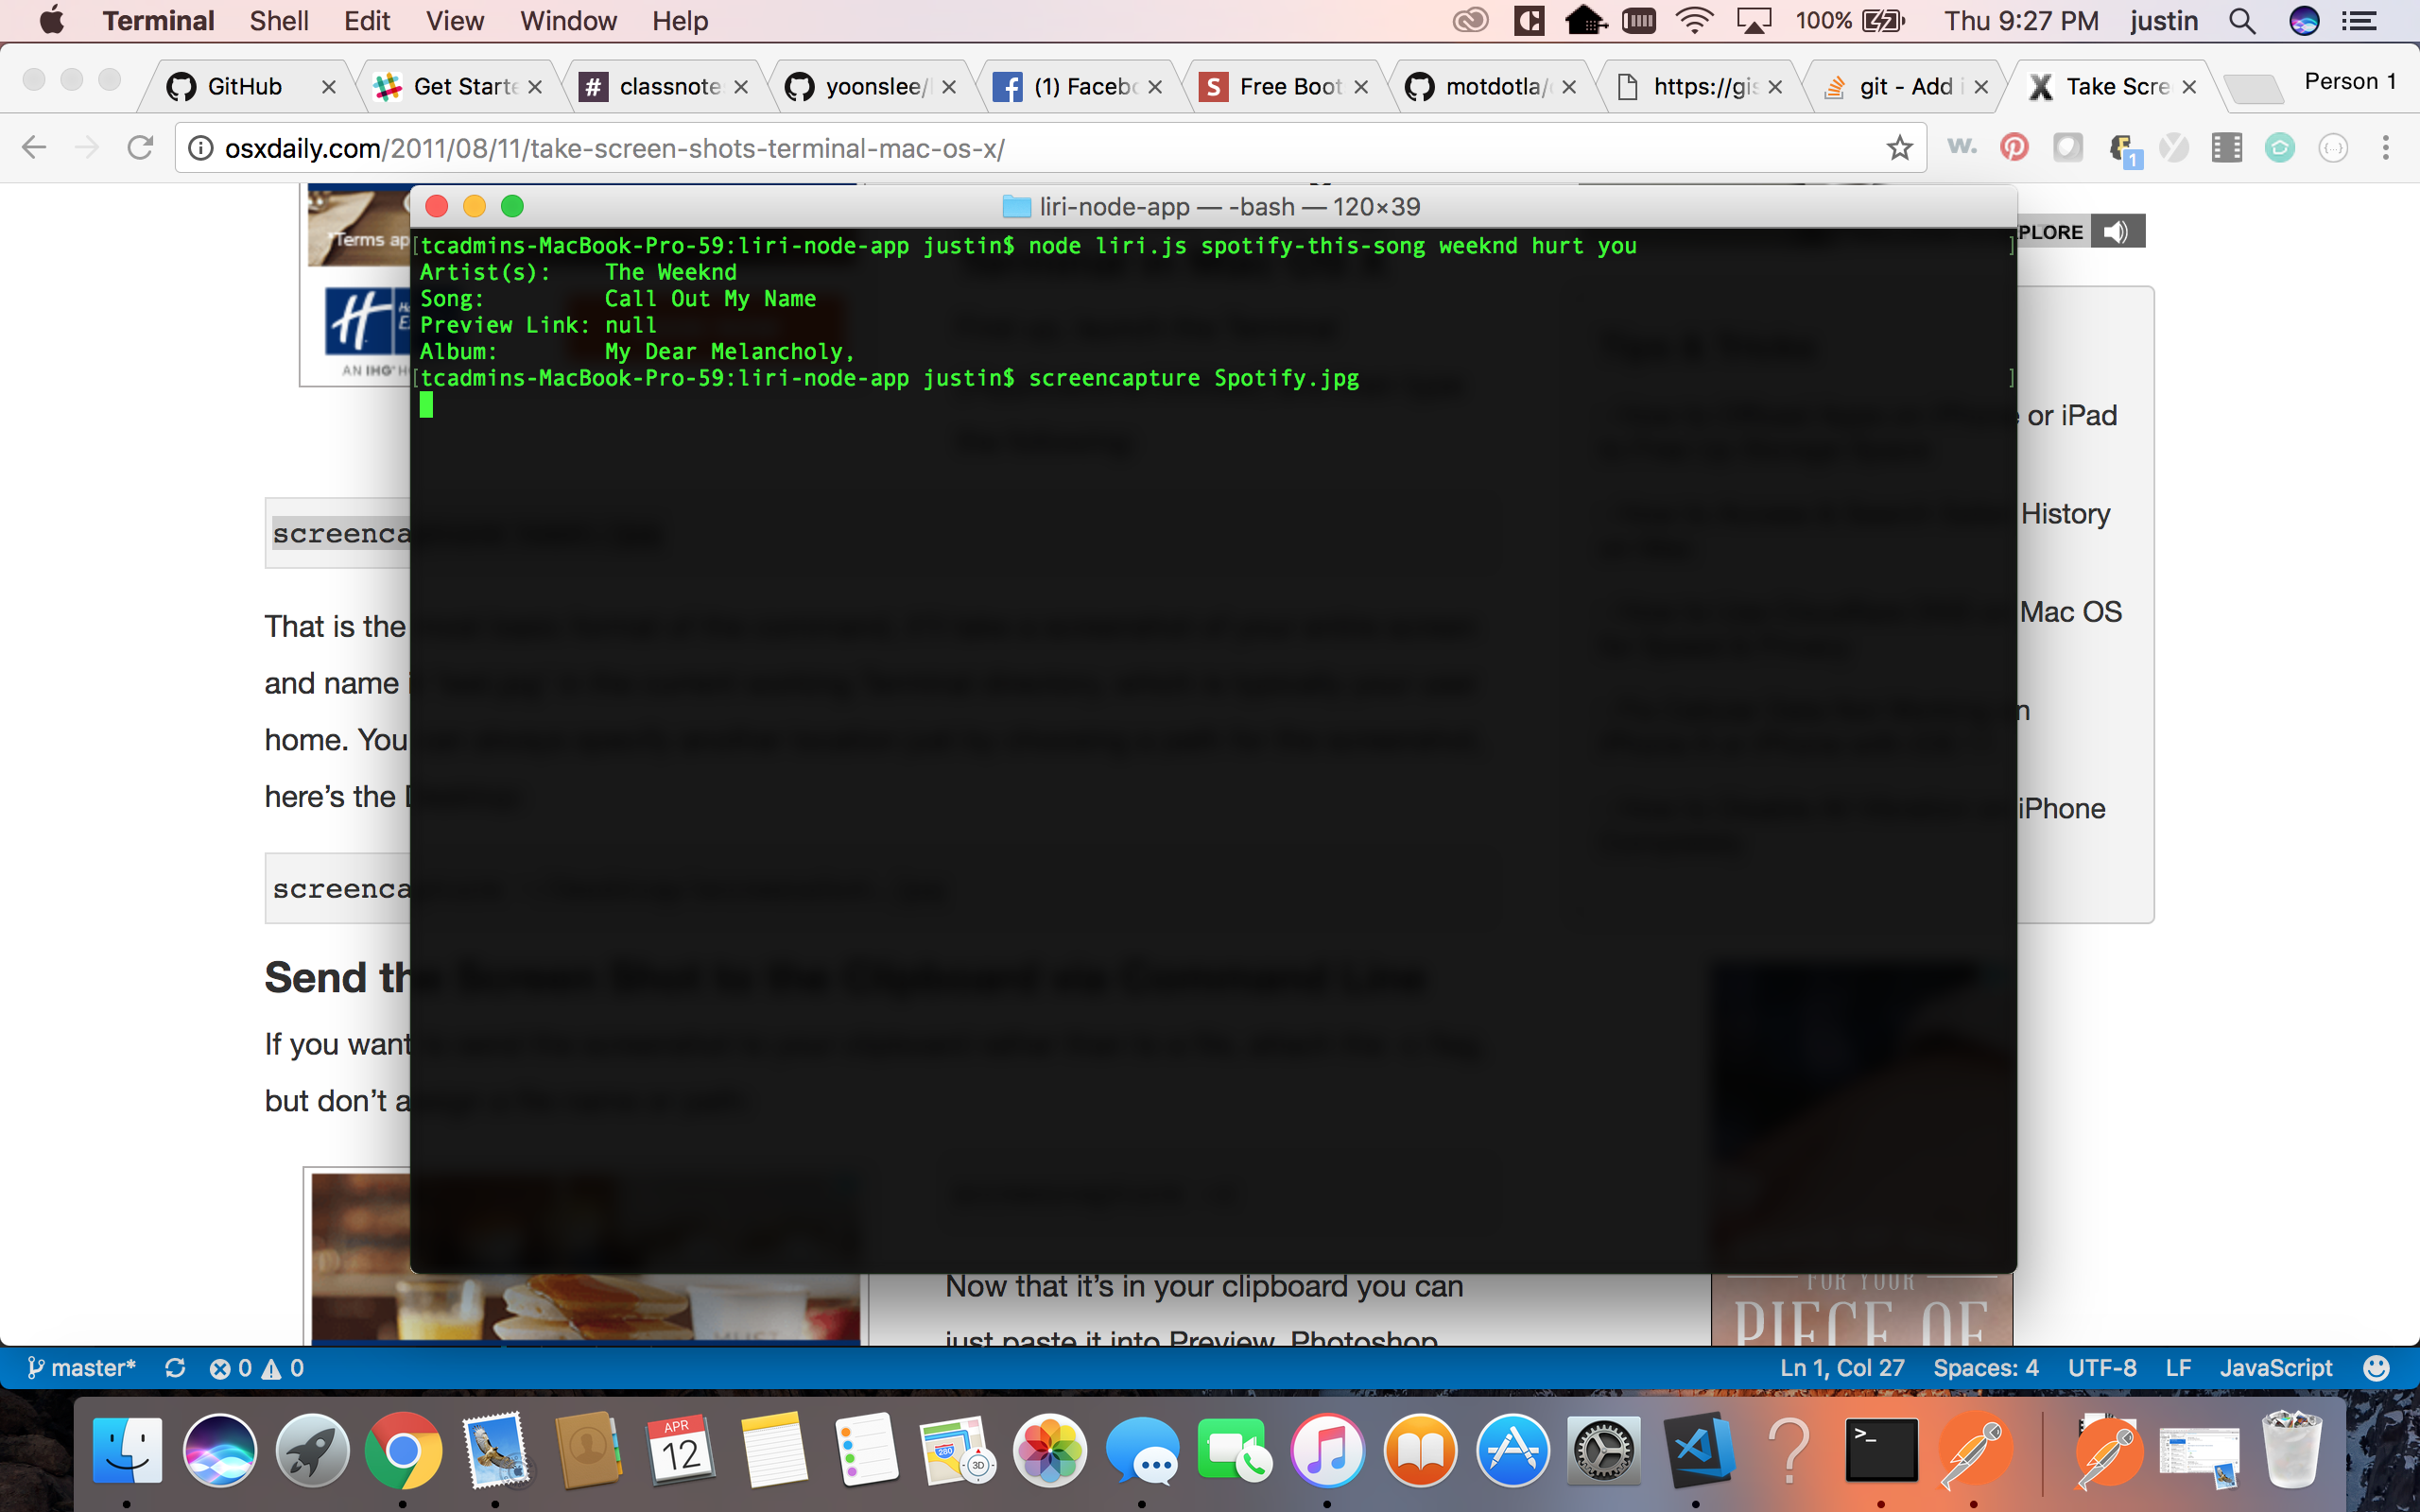 Terminal Shell Edit View Window Help 100% Thu 9:27 PM justin
GitHub Get Starte classnote yoonslee/ (1) Facebo Free Boot motdotla/ https://gis git - Add i Take Scre Person 1
osxdaily.com/2011/08/11/take-screen-shots-terminal-mac-os-x/
1
liri-node-app — -bash — 120×39
*Terms ap
PLORE
[tcadmins-MacBook-Pro-59:liri-node-app justin$ node liri.js spotify-this-song weeknd hurt you ]
Artist(s): The Weeknd
Song: Call Out My Name
Preview Link: null
Album: My Dear Melancholy,
AN IHG® H
[tcadmins-MacBook-Pro-59:liri-node-app justin$ screencapture Spotify.jpg ]
or iPad
History
screenca
Mac OS
That is the
and name
n
home. You
here's the
iPhone
screenca
Send th
If you want
but don't a
Now that it's in your clipboard you can
FOR YOUR
just paste it into Preview, Photoshop,
PIECE OF
master* 0 0 Ln 1, Col 27 Spaces: 4 UTF-8 LF JavaScript
APR
12
280
3D
>_